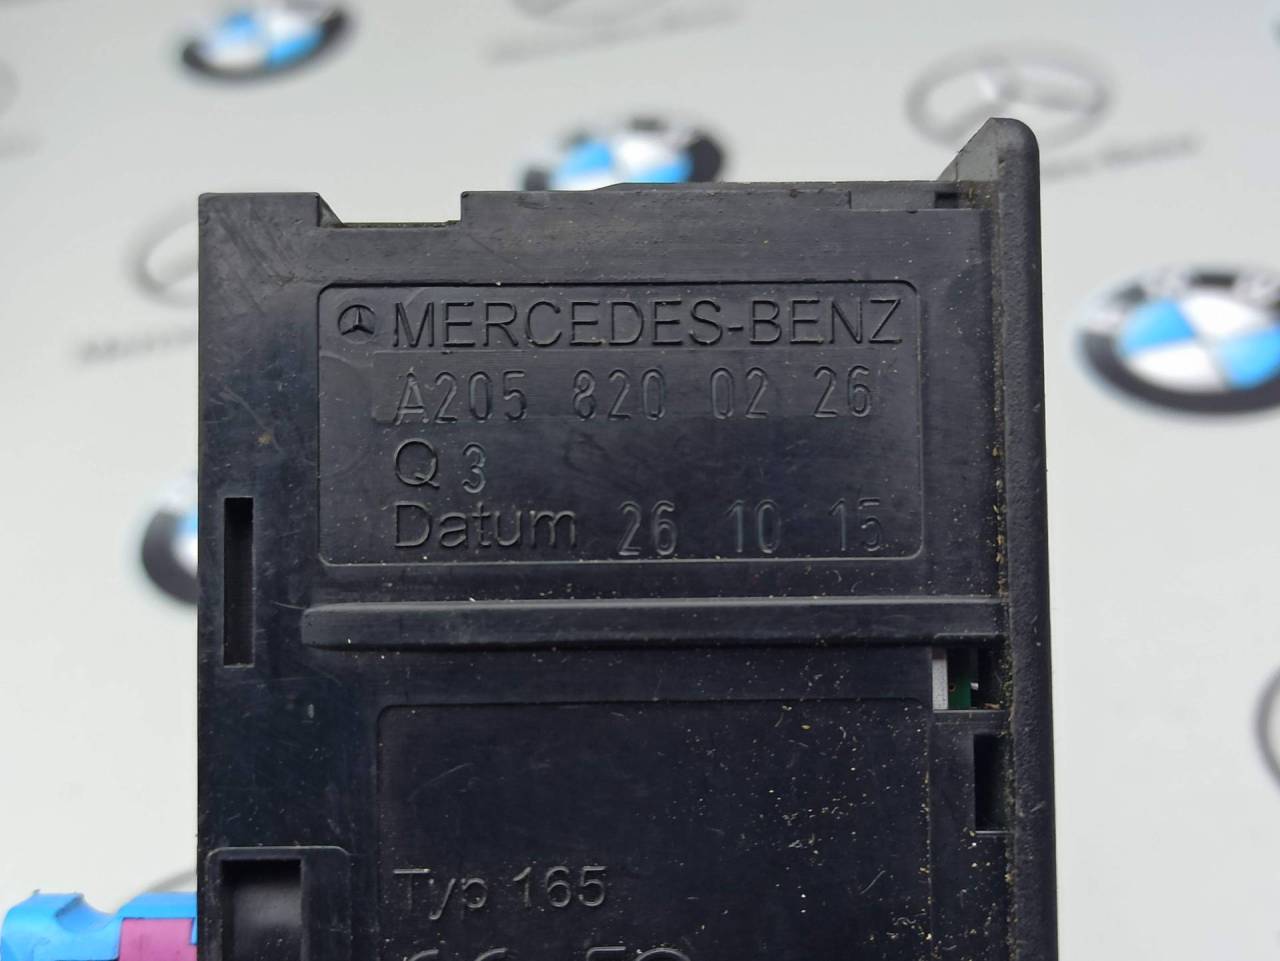 MERCEDES-BENZ
A205 820 02 26
Q 3
Datum 26 10 15
Typ 165